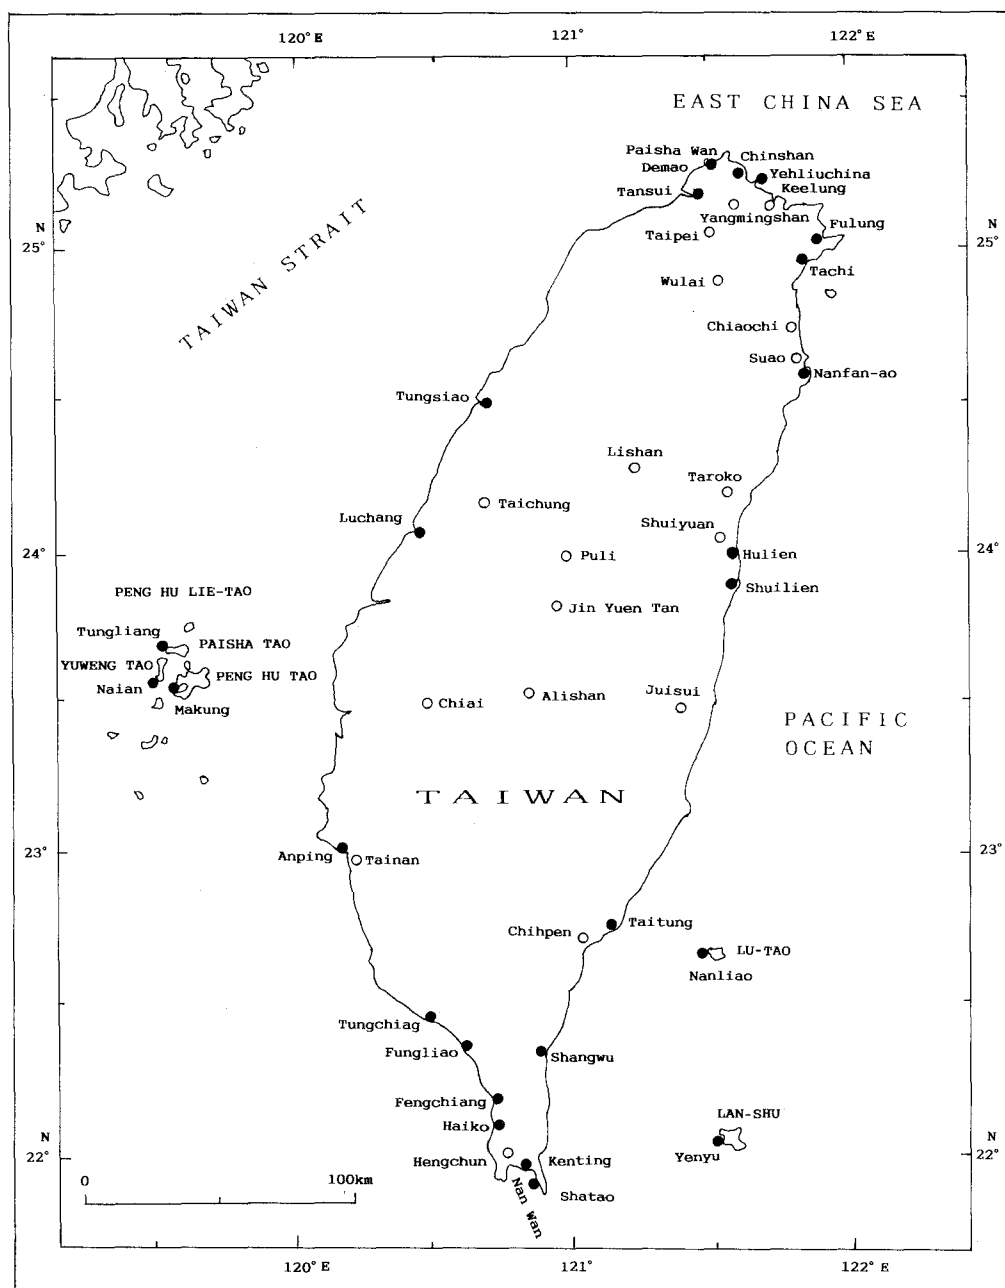 120° E
121°
122°
EAST CHINA SEA
Paisha Wan
Chinshan
Demao
Yehliuchina
Keelung
Tansui
Yangmingshan
Fulung
Taipei
N
25°
N
25°
Tachi
Wulai
TAIWAN STRAIT
Chiaochi
Suao
Nanfan-ao
Tungsiao
Lishan
Taroko
Taichung
Luchang
Shuiyuan
24°
Puli
Hulien
24°
Shuilien
PENG HU LIE-TAO
Jin Yuen Tan
Tungliang
PAISHA TAO
YUWENG TAO
PENG HU TAO
Naian
Makung
Chiai
Alishan
Juisui
PACIFIC
OCEAN
TAIWAN
23°
Anping
Tainan
23°
Chihpen
Taitung
LU-TAO
Nanliao
Tungchiag
Fungliao
Shangwu
Fengchiang
Haiko
LAN-SHU
Yenyu
N
22°
Hengchun
Kenting
N
22°
Nan Wan
Shatao
0
100km
120° E
121°
122° E